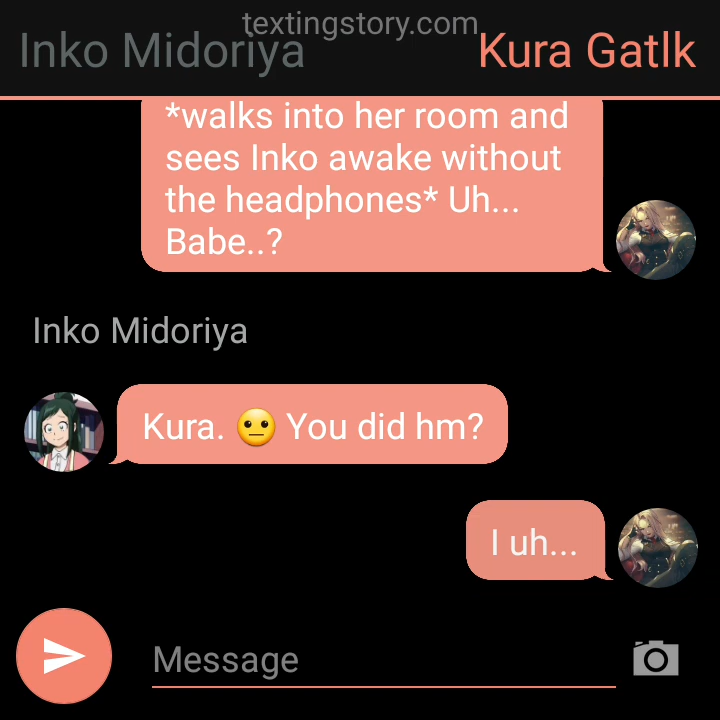 textingstory.com
Inko Midoriya
Kura Gatlk
*walks into her room and
sees Inko awake without
the headphones* Uh...
Babe..?
Inko Midoriya
Kura. 😐 You did hm?
I uh...
Message